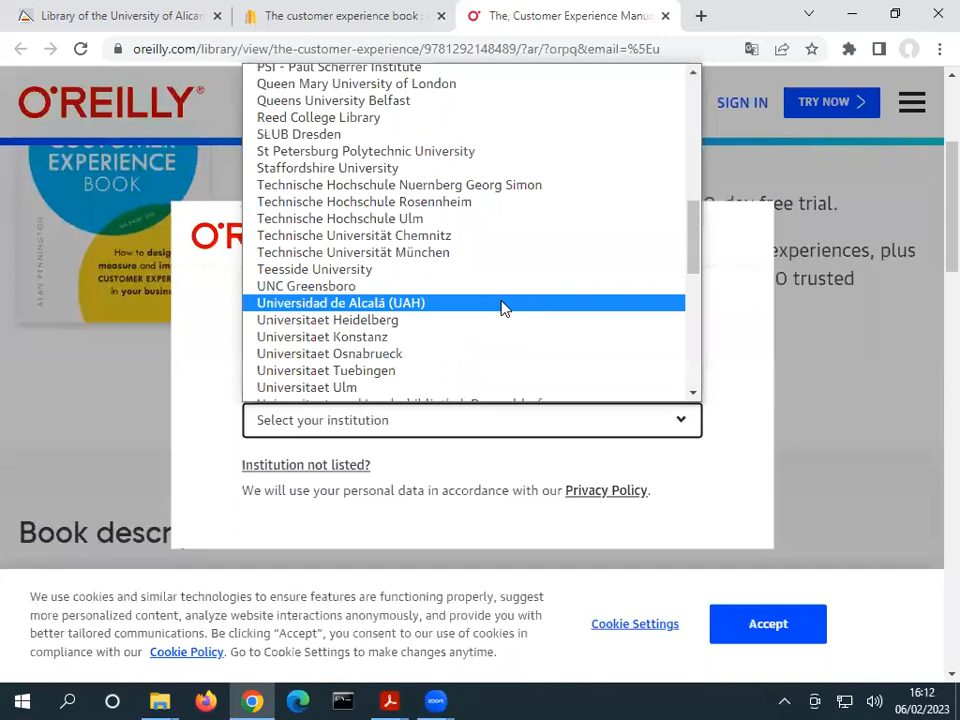 Library of the University of Alican
The customer experience book :
The, Customer Experience Manu
oreilly.com/library/view/the-customer-experience/9781292148489/?ar/?orpq&email=%5Eu
O'REILLY®
SIGN IN
TRY NOW
PSI - Paul Scherrer Institute
Queen Mary University of London
Queens University Belfast
Reed College Library
SLUB Dresden
St Petersburg Polytechnic University
Staffordshire University
Technische Hochschule Nuernberg Georg Simon
Technische Hochschule Rosennheim
Technische Hochschule Ulm
Technische Universität Chemnitz
Technische Universität München
Teesside University
UNC Greensboro
Universidad de Alcalá (UAH)
Universitaet Heidelberg
Universitaet Konstanz
Universitaet Osnabrueck
Universitaet Tuebingen
Universitaet Ulm
CUSTOMER
EXPERIENCE
BOOK
ALAN PENNINGTON
How to design,
measure and im
CUSTOMER EXPERIEN
in your busine
day free trial.
experiences, plus
O trusted
O'R
Select your institution
Institution not listed?
We will use your personal data in accordance with our Privacy Policy.
Book descr
We use cookies and similar technologies to ensure features are functioning properly, suggest
more personalized content, analyze website interactions anonymously, and provide you with
better tailored communications. Be clicking "Accept", you consent to our use of cookies in
compliance with our Cookie Policy. Go to Cookie Settings to make changes anytime.
Cookie Settings
Accept
zoom
16:12
06/02/2023